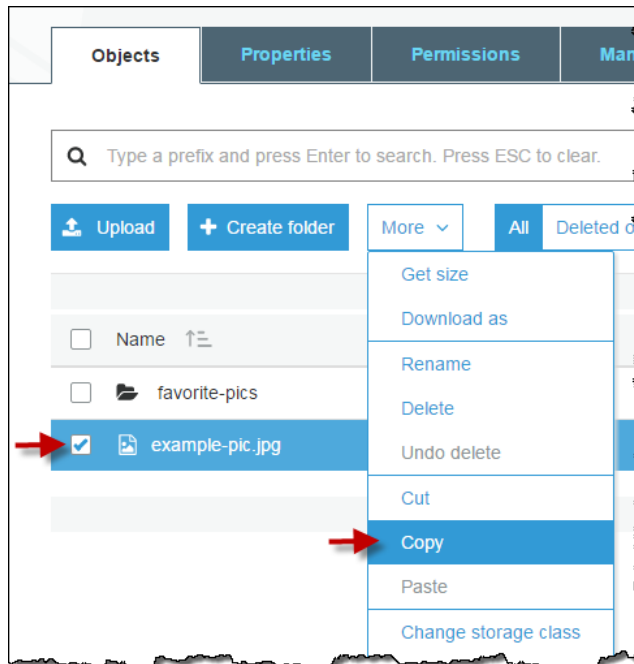 Objects Properties Permissions
Type a prefix and press Enter to search. Press ESC to clear.
Upload Create folder More All Deleted
Get size
Download as
Name
Rename
favorite-pics
Delete
example-pic.jpg
Undo delete
Cut
Copy
Paste
Change storage class